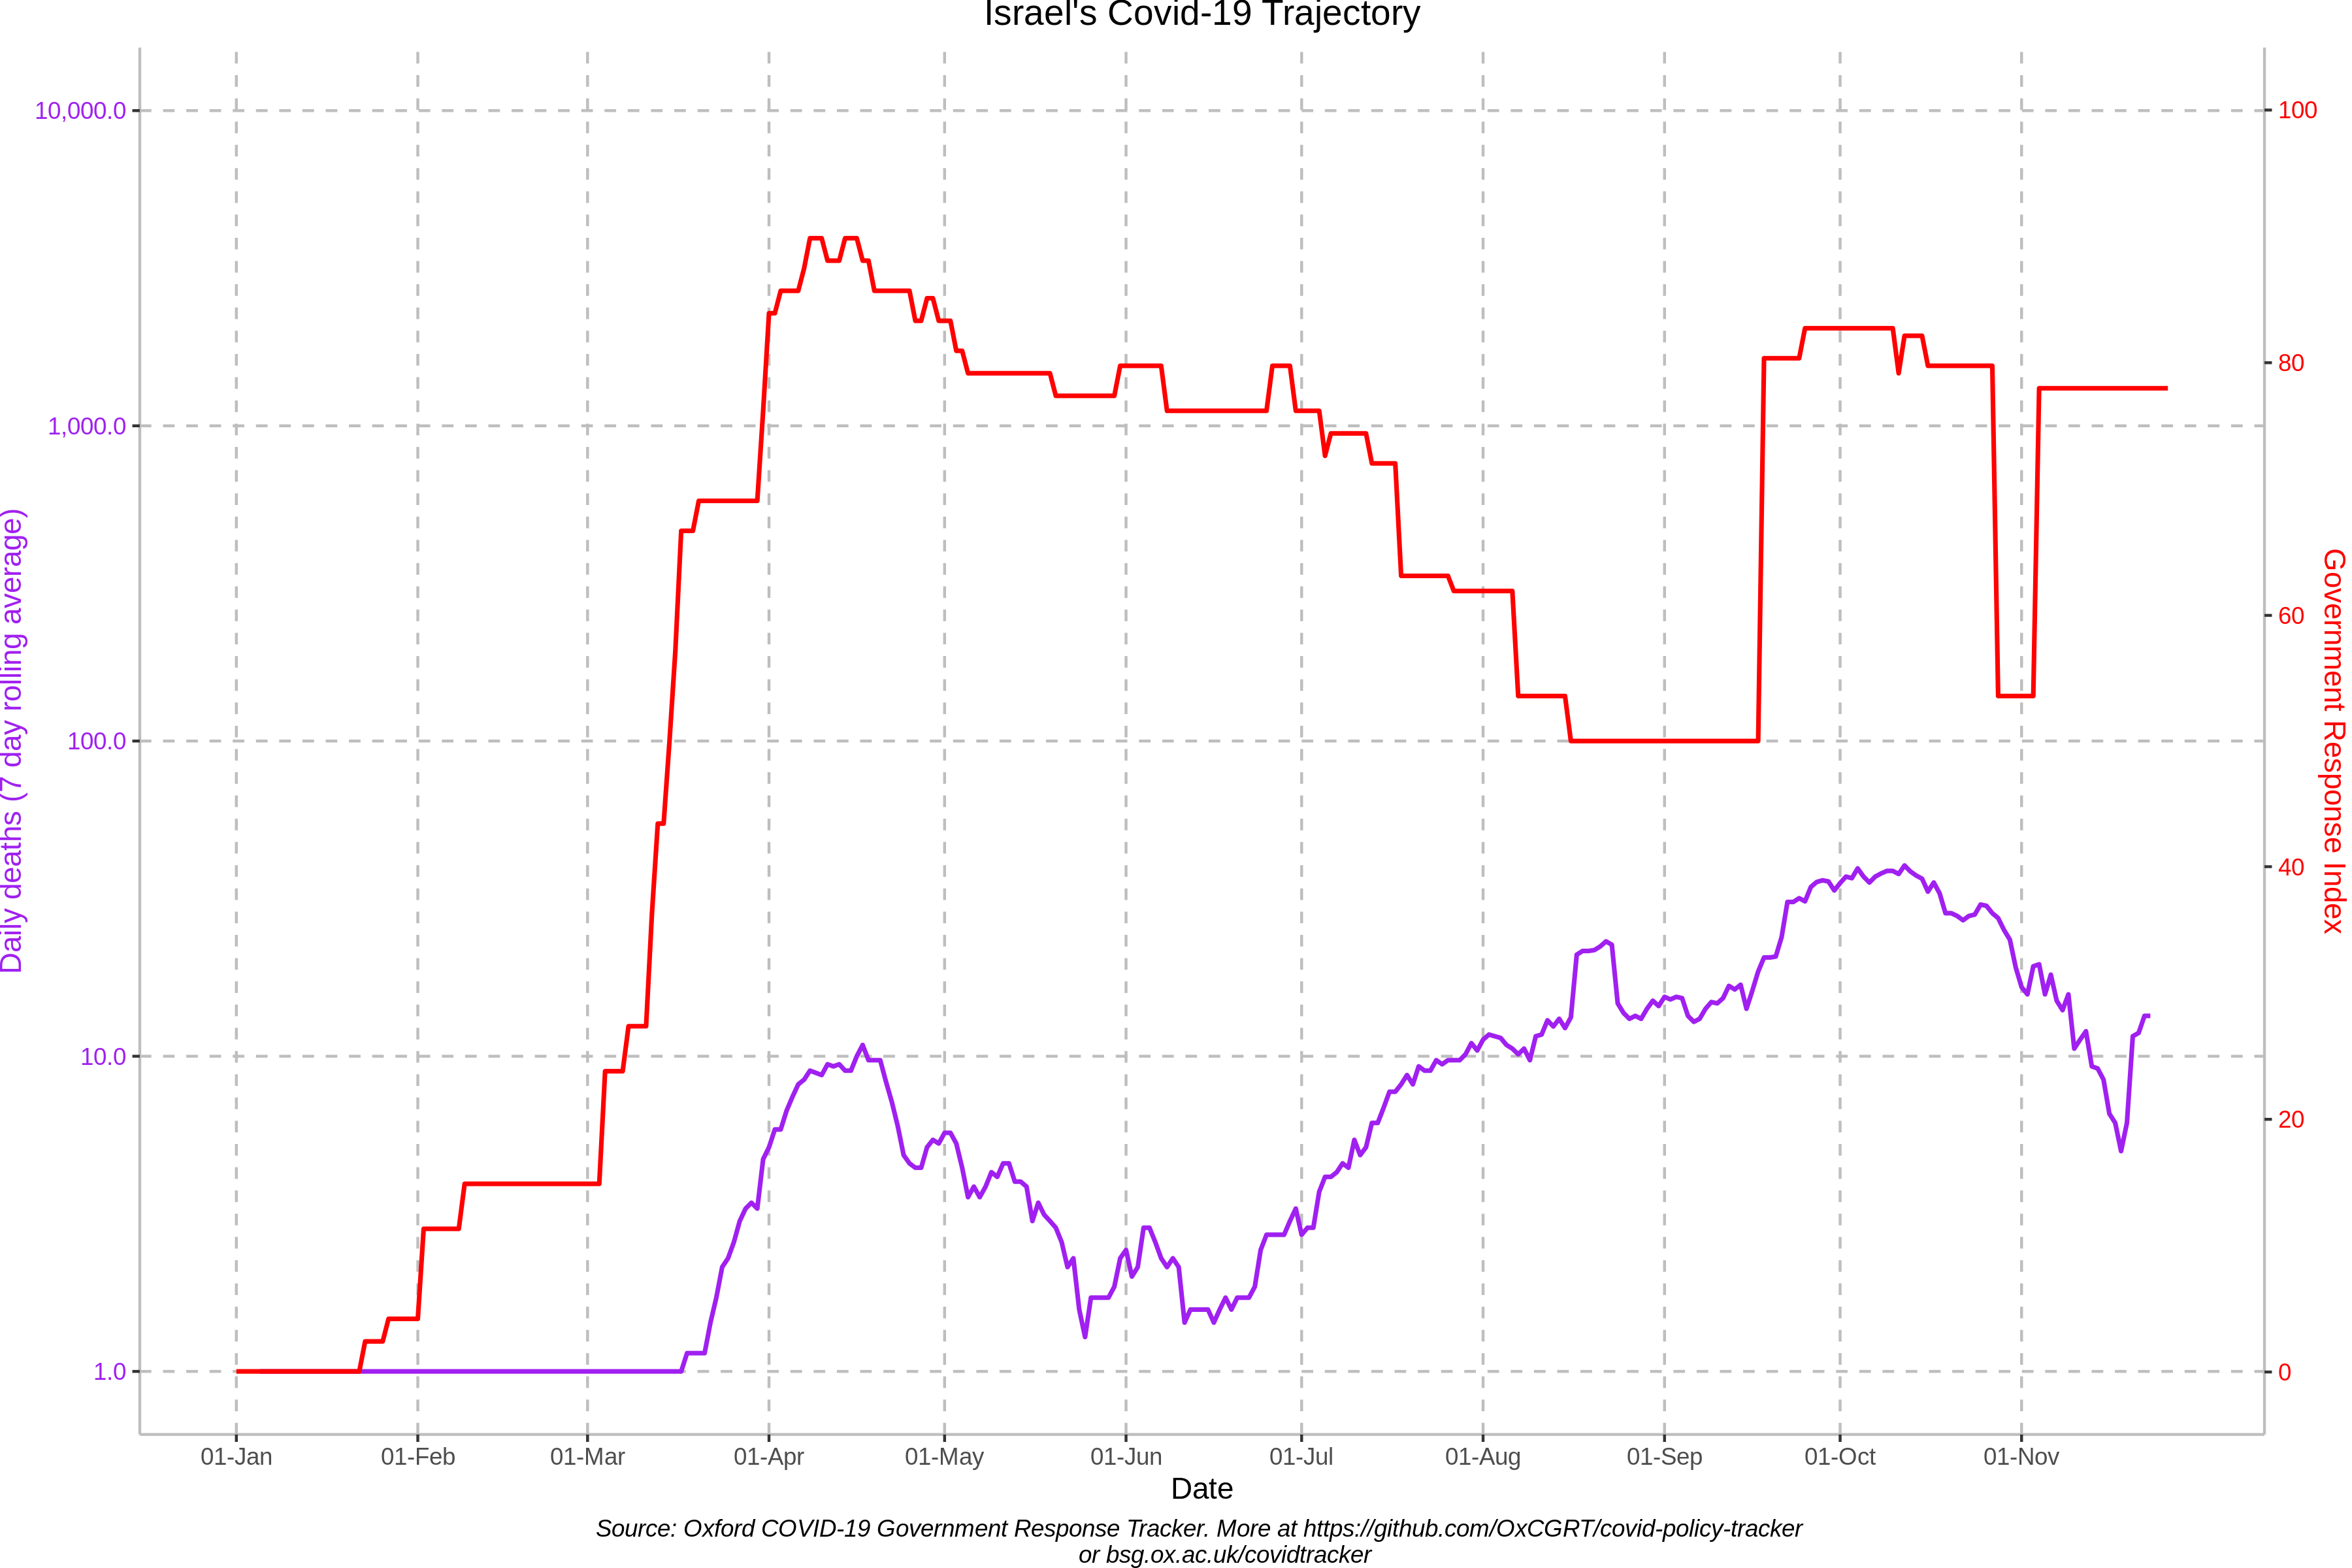 Israel's Covid-19 Trajectory
10,000.0
1,000.0
100.0
10.0
1.0
Daily deaths (7 day rolling average)
100
80
60
40
20
0
Government Response Index
01-Jan
01-Feb
01-Mar
01-Apr
01-May
01-Jun
01-Jul
01-Aug
01-Sep
01-Oct
01-Nov
Date
Source: Oxford COVID-19 Government Response Tracker. More at https://github.com/OxCGRT/covid-policy-tracker
or bsg.ox.ac.uk/covidtracker